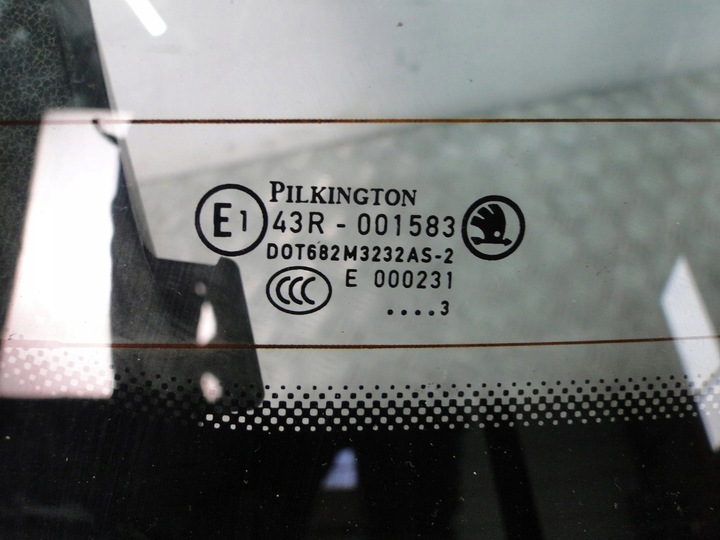 PILKINGTON
E1 43R - 001583
DOT682M3232AS-2
CCC E 000231
....3